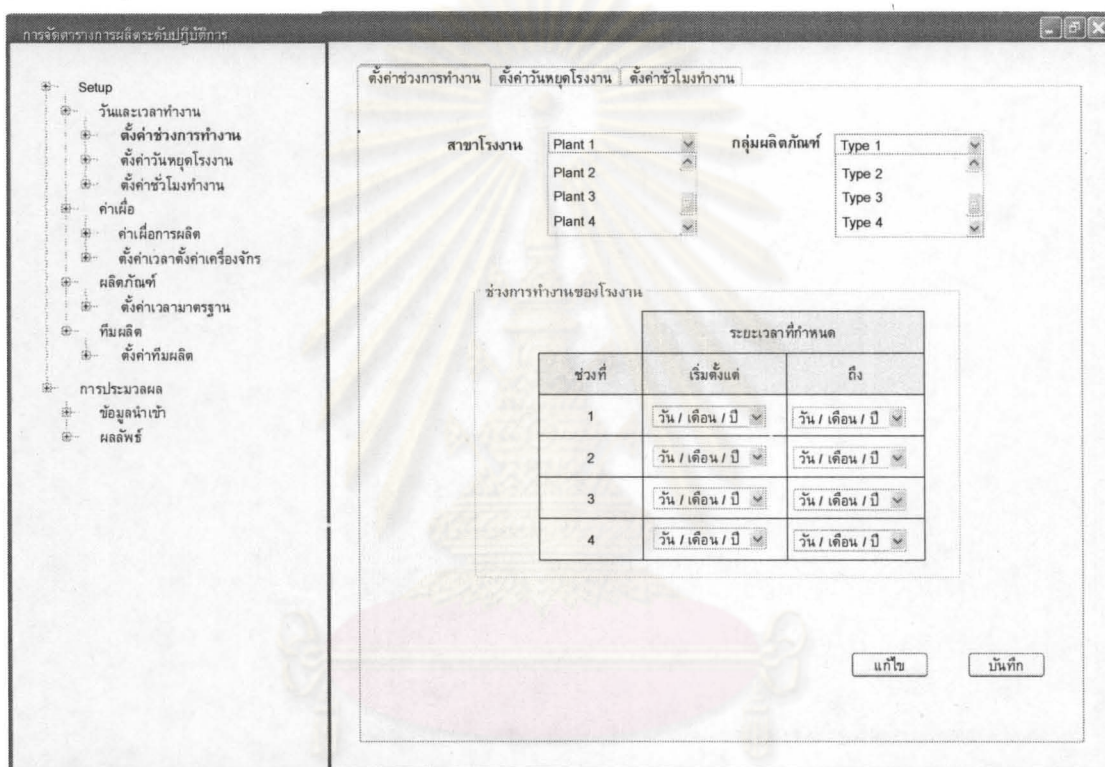 การจัดตารางการผลิตระดับปฏิบัติการ
Setup
วันและเวลาทำงาน
ตั้งค่าช่วงการทำงาน
ตั้งค่าวันหยุดโรงงาน
ตั้งค่าชั่วโมงทำงาน
ค่าเผื่อ
ค่าเผื่อการผลิต
ตั้งค่าเวลาตั้งค่าเครื่องจักร
ผลิตภัณฑ์
ตั้งค่าเวลามาตรฐาน
ทีมผลิต
ตั้งค่าทีมผลิต
การประมวลผล
ข้อมูลนำเข้า
ผลลัพธ์
ตั้งค่าช่วงการทำงาน ตั้งค่าวันหยุดโรงงาน ตั้งค่าชั่วโมงทำงาน
สาขาโรงงาน Plant 1 กลุ่มผลิตภัณฑ์ Type 1
Plant 2 Type 2
Plant 3 Type 3
Plant 4 Type 4
ช่วงการทำงานของโรงงาน
ระยะเวลาที่กำหนด
ช่วงที่ เริ่มตั้งแต่ ถึง
1 วัน / เดือน / ปี วัน / เดือน / ปี
2 วัน / เดือน / ปี วัน / เดือน / ปี
3 วัน / เดือน / ปี วัน / เดือน / ปี
4 วัน / เดือน / ปี วัน / เดือน / ปี
แก้ไข บันทึก